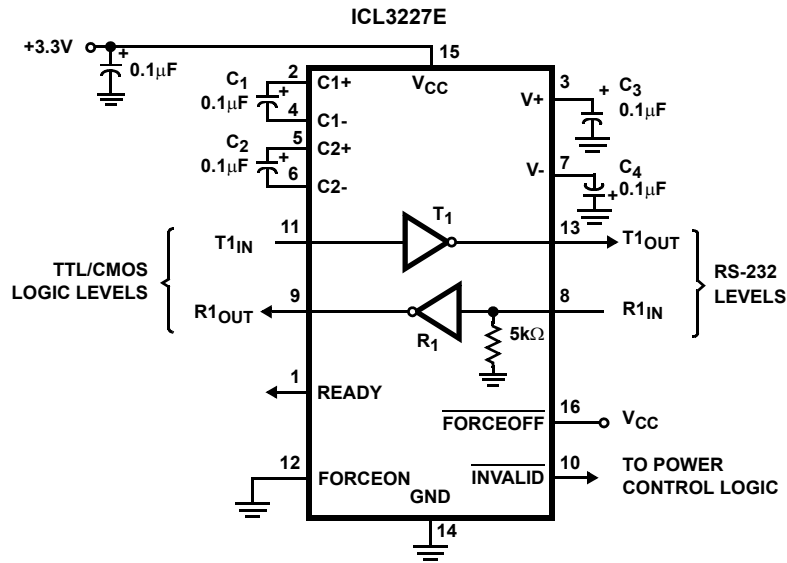 ICL3227E
+3.3V
+
0.1μF
15
VCC
2
C1+
C1
0.1μF
+
4
C1-
C2
0.1μF
5
C2+
+
6
C2-
3
V+
+
C3
0.1μF
7
V-
C4
0.1μF
+
T1
T1IN
11
13
T1OUT
TTL/CMOS
LOGIC LEVELS
RS-232
LEVELS
R1OUT
9
R1
5kΩ
8
R1IN
1
READY
FORCEOFF
16
VCC
12
FORCEON
INVALID
10
TO POWER
CONTROL LOGIC
GND
14